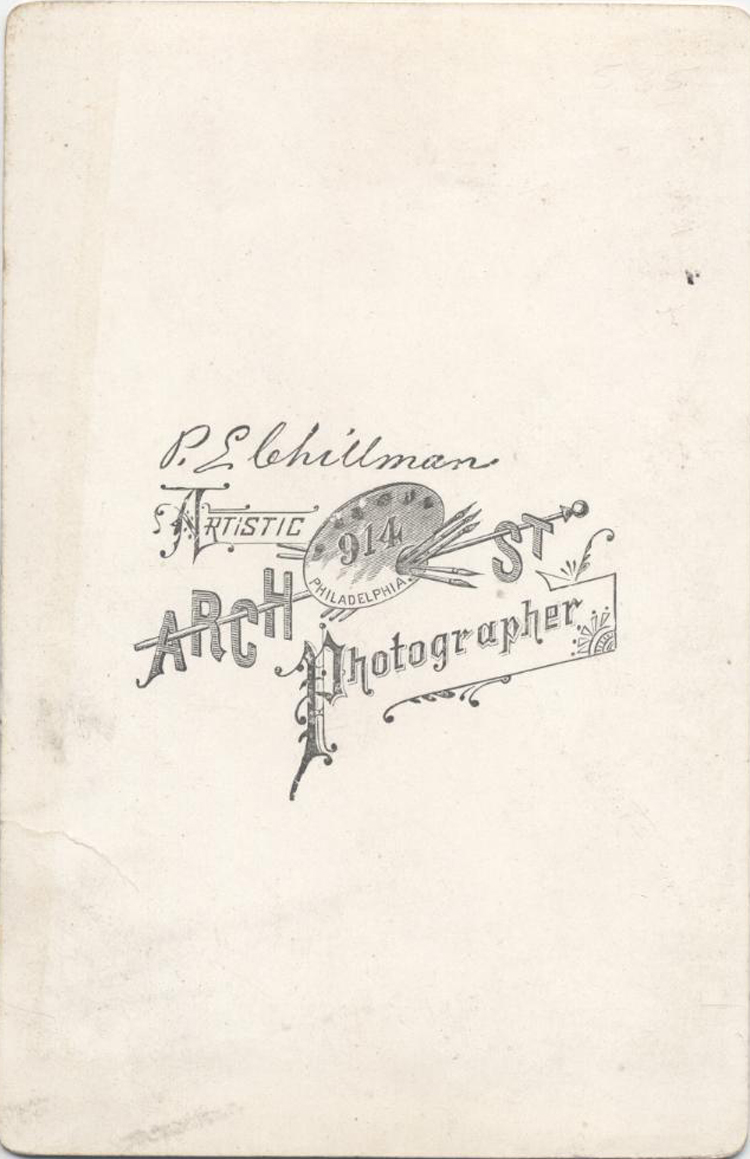 P. E. Chillman
ARTISTIC
914
PHILADELPHIA.
ARCH ST
Photographer